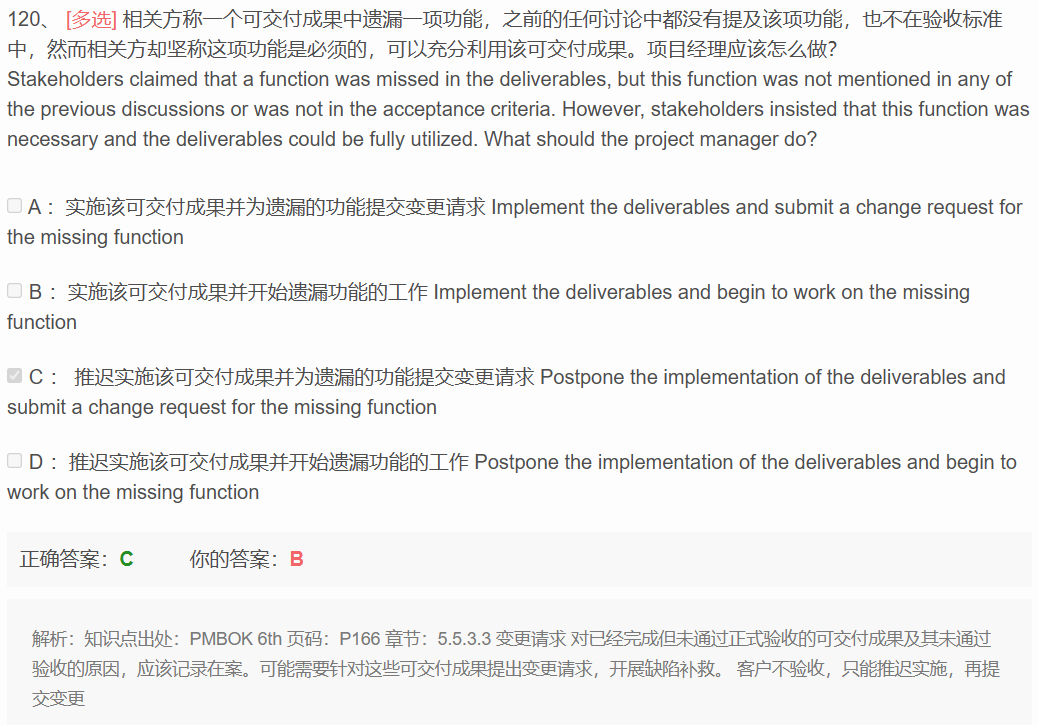 120、 [多选] 相关方称一个可交付成果中遗漏一项功能，之前的任何讨论中都没有提及该项功能，也不在验收标准
中，然而相关方却坚称这项功能是必须的，可以充分利用该可交付成果。项目经理应该怎么做?
Stakeholders claimed that a function was missed in the deliverables, but this function was not mentioned in any of
the previous discussions or was not in the acceptance criteria. However, stakeholders insisted that this function was
necessary and the deliverables could be fully utilized. What should the project manager do?
A： 实施该可交付成果并为遗漏的功能提交变更请求 Implement the deliverables and submit a change request for
the missing function
B： 实施该可交付成果并开始遗漏功能的工作 Implement the deliverables and begin to work on the missing
function
C： 推迟实施该可交付成果并为遗漏的功能提交变更请求 Postpone the implementation of the deliverables and
submit a change request for the missing function
D： 推迟实施该可交付成果并开始遗漏功能的工作 Postpone the implementation of the deliverables and begin to
work on the missing function
正确答案：C 你的答案：B
解析：知识点出处：PMBOK 6th 页码：P166 章节：5.5.3.3 变更请求 对已经完成但未通过正式验收的可交付成果及其未通过
验收的原因，应该记录在案。可能需要针对这些可交付成果提出变更请求，开展缺陷补救。 客户不验收，只能推迟实施，再提
交变更